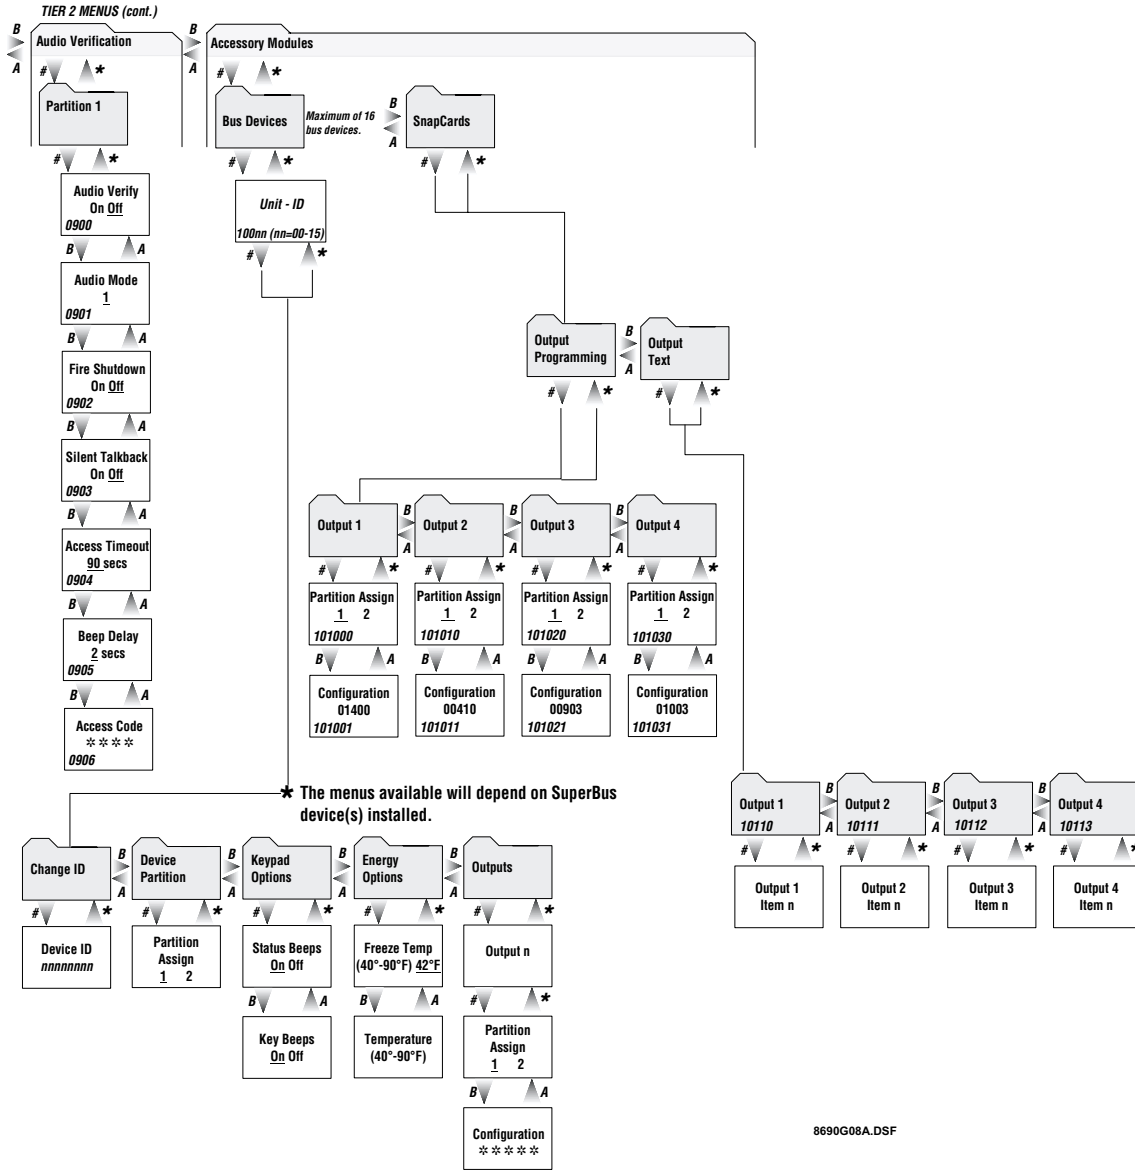 TIER 2 MENUS (cont.)
B
A
Audio Verification
B
A
Accessory Modules
#
*
Partition 1
#
*
Audio Verify
On Off
0900
B
A
Audio Mode
1
0901
B
A
Fire Shutdown
On Off
0902
B
A
Silent Talkback
On Off
0903
B
A
Access Timeout
90 secs
0904
B
A
Beep Delay
2 secs
0905
B
A
Access Code
✲✲✲✲
0906
#
*
Bus Devices
Maximum of 16
bus devices.
B
A
SnapCards
#
*
Unit - ID
100nn (nn=00-15)
#
*
#
*
Output
Programming
B
A
Output
Text
#
*
#
*
Output 1
B
A
Output 2
B
A
Output 3
B
A
Output 4
#
*
#
*
#
*
#
*
Partition Assign
1 2
101000
Partition Assign
1 2
101010
Partition Assign
1 2
101020
Partition Assign
1 2
101030
B
A
B
A
B
A
B
A
Configuration
01400
101001
Configuration
00410
101011
Configuration
00903
101021
Configuration
01003
101031
* The menus available will depend on SuperBus
device(s) installed.
Output 1
10110
B
A
Output 2
10111
B
A
Output 3
10112
B
A
Output 4
10113
#
*
#
*
#
*
#
*
Output 1
Item n
Output 2
Item n
Output 3
Item n
Output 4
Item n
Change ID
B
A
Device
Partition
B
A
Keypad
Options
B
A
Energy
Options
B
A
Outputs
#
*
#
*
#
*
#
*
#
*
Device ID
nnnnnnnn
Partition
Assign
1 2
Status Beeps
On Off
B
A
Key Beeps
On Off
Freeze Temp
(40°-90°F) 42°F
B
A
Temperature
(40°-90°F)
Output n
#
*
Partition
Assign
1 2
B
A
Configuration
✲✲✲✲✲
8690G08A.DSF